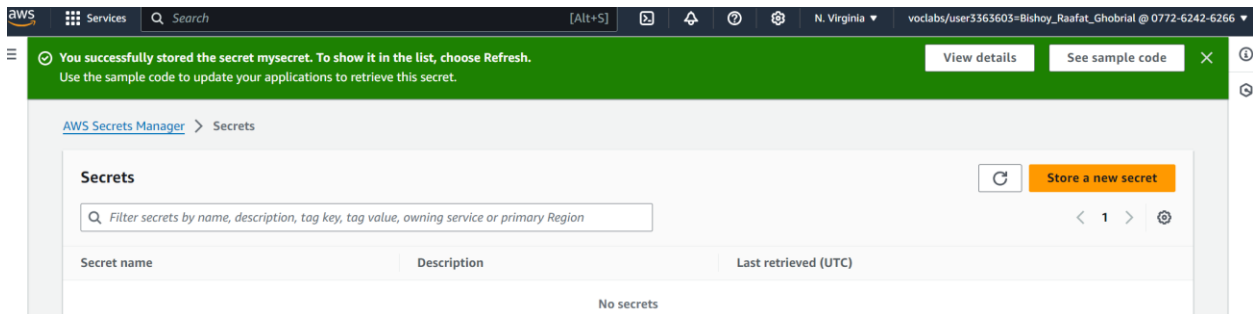 aws Services Search [Alt+S] N. Virginia voclabs/user3363603=Bishoy_Raafat_Ghobrial @ 0772-6242-6266
You successfully stored the secret mysecret. To show it in the list, choose Refresh. View details See sample code
Use the sample code to update your applications to retrieve this secret.
AWS Secrets Manager > Secrets
Secrets Store a new secret
Filter secrets by name, description, tag key, tag value, owning service or primary Region < 1 >
Secret name Description Last retrieved (UTC)
No secrets